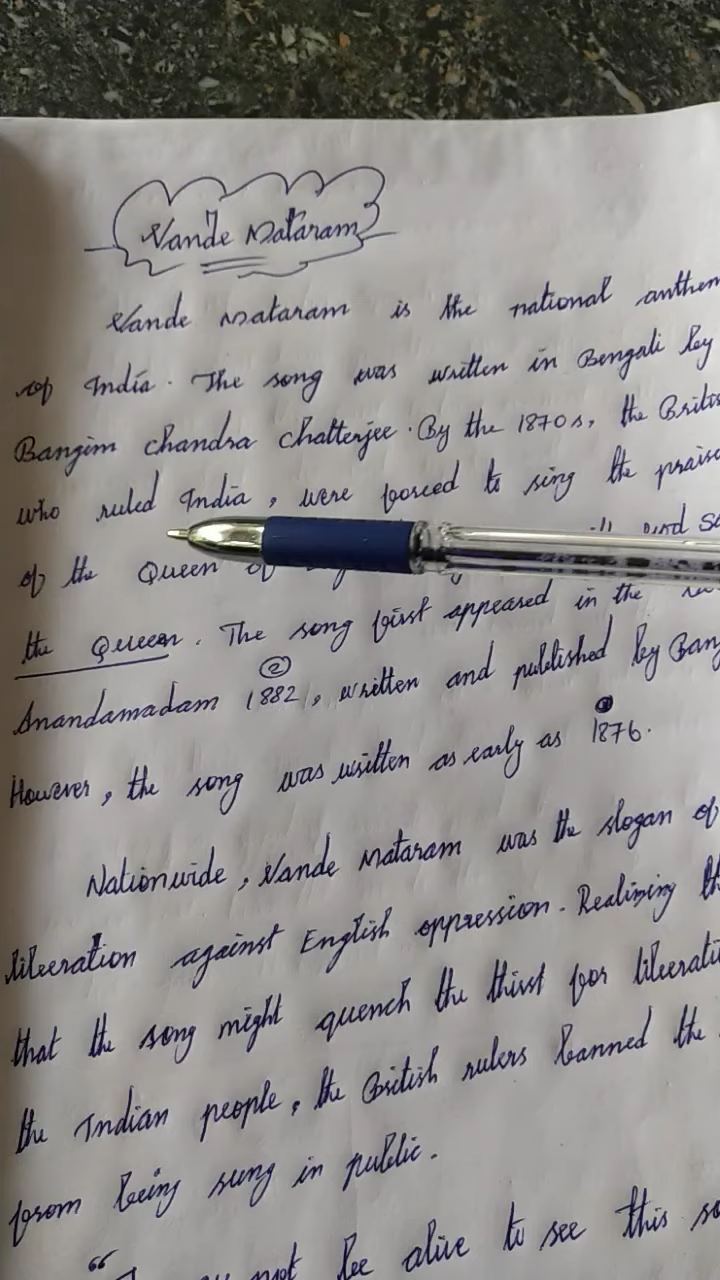 Vande Mataram
Vande Mataram is the national anthem
of India. The song was written in Bengali by
Bangim chandra chatterjee. By the 1870s, the Britis
who ruled India, were forced to sing the praise
of the Queen of
the Queen. The song first appeared in the
Anandamadam 1882, written and published by Ban
However, the song was written as early as 1876.
Nationwide, Vande Mataram was the slogan of
liberation against English oppression. Realizing th
that the song might quench the thirst for liberati
the Indian people, the British rulers banned the
from being sung in public.
" not be alive to see this so